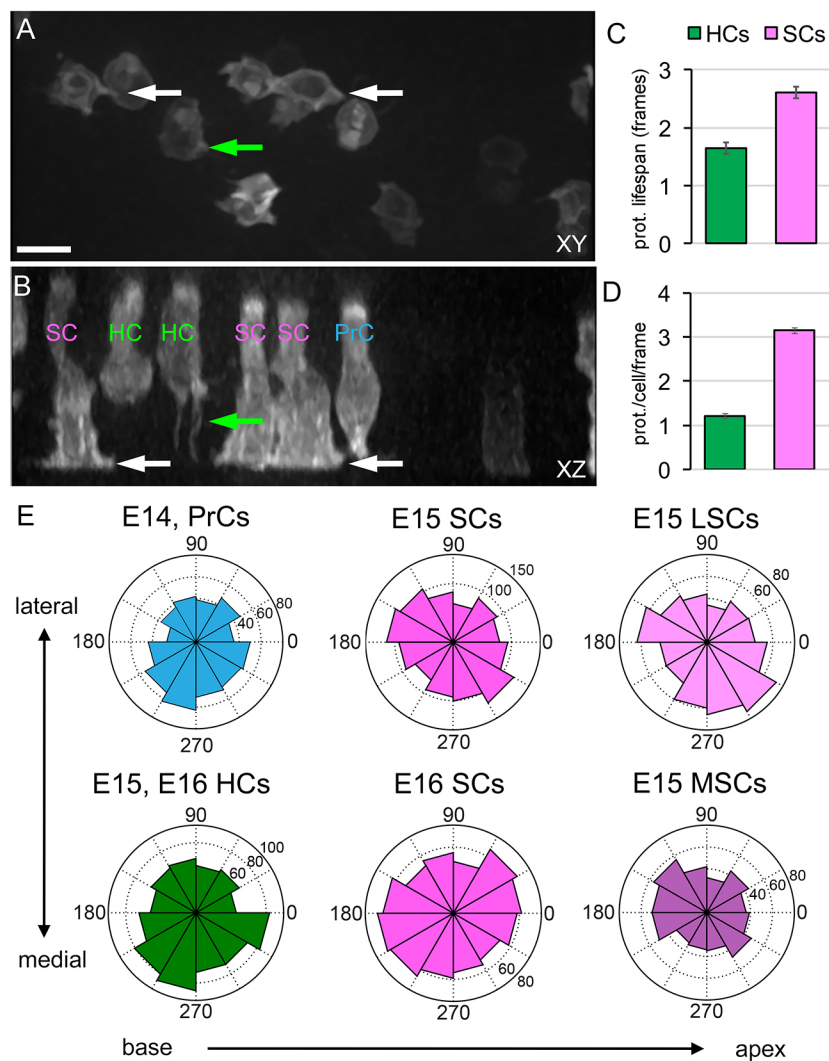 A
XY
B
SC
HC
HC
SC
SC
PrC
XZ
C
HCs
SCs
prot. lifespan (frames)
3
2
1
0
D
prot./cell/frame
4
3
2
1
0
E
lateral
medial
E14, PrCs
90
180
0
270
40
60
80
E15 SCs
90
180
0
270
100
150
E15 LSCs
90
180
0
270
60
80
E15, E16 HCs
90
180
0
270
60
80
100
E16 SCs
90
180
0
270
60
80
E15 MSCs
90
180
0
270
40
60
80
base
apex